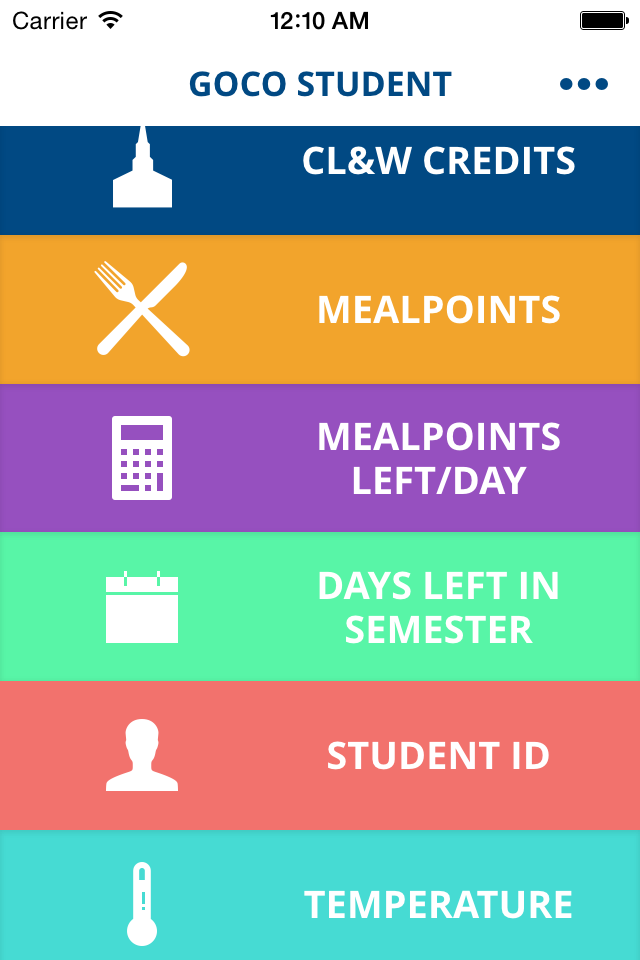 Carrier 12:10 AM
GOCO STUDENT
CL&W CREDITS
MEALPOINTS
MEALPOINTS
LEFT/DAY
DAYS LEFT IN
SEMESTER
STUDENT ID
TEMPERATURE